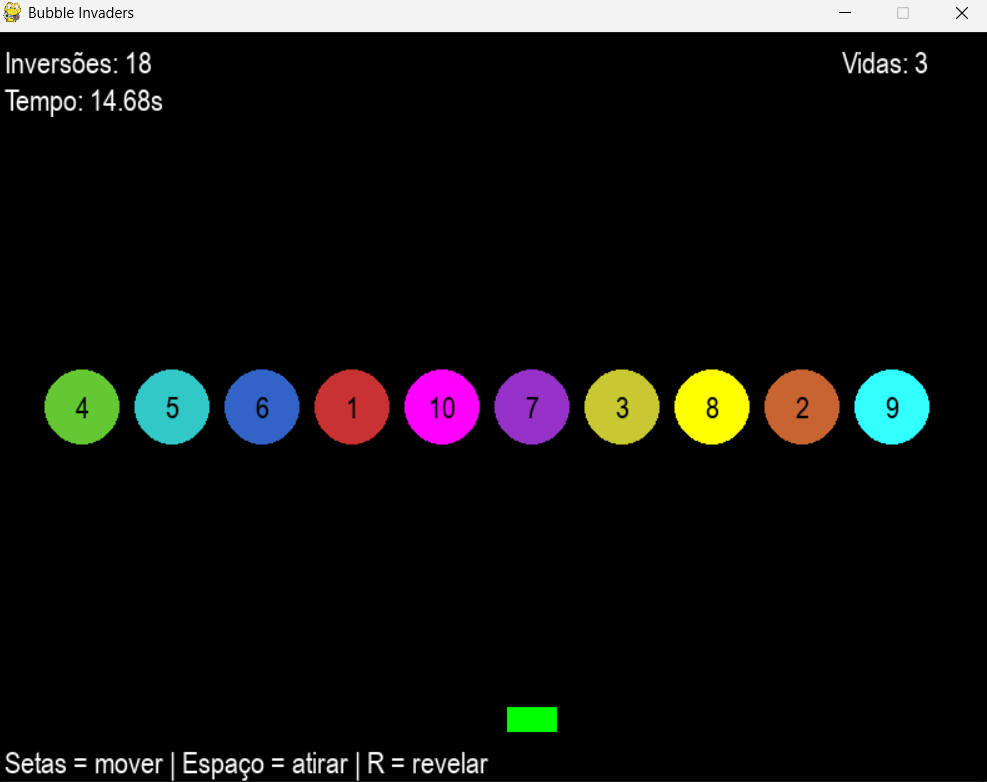 Bubble Invaders
Inversões: 18
Vidas: 3
Tempo: 14.68s
4 5 6 1 10 7 3 8 2 9
Setas = mover | Espaço = atirar | R = revelar